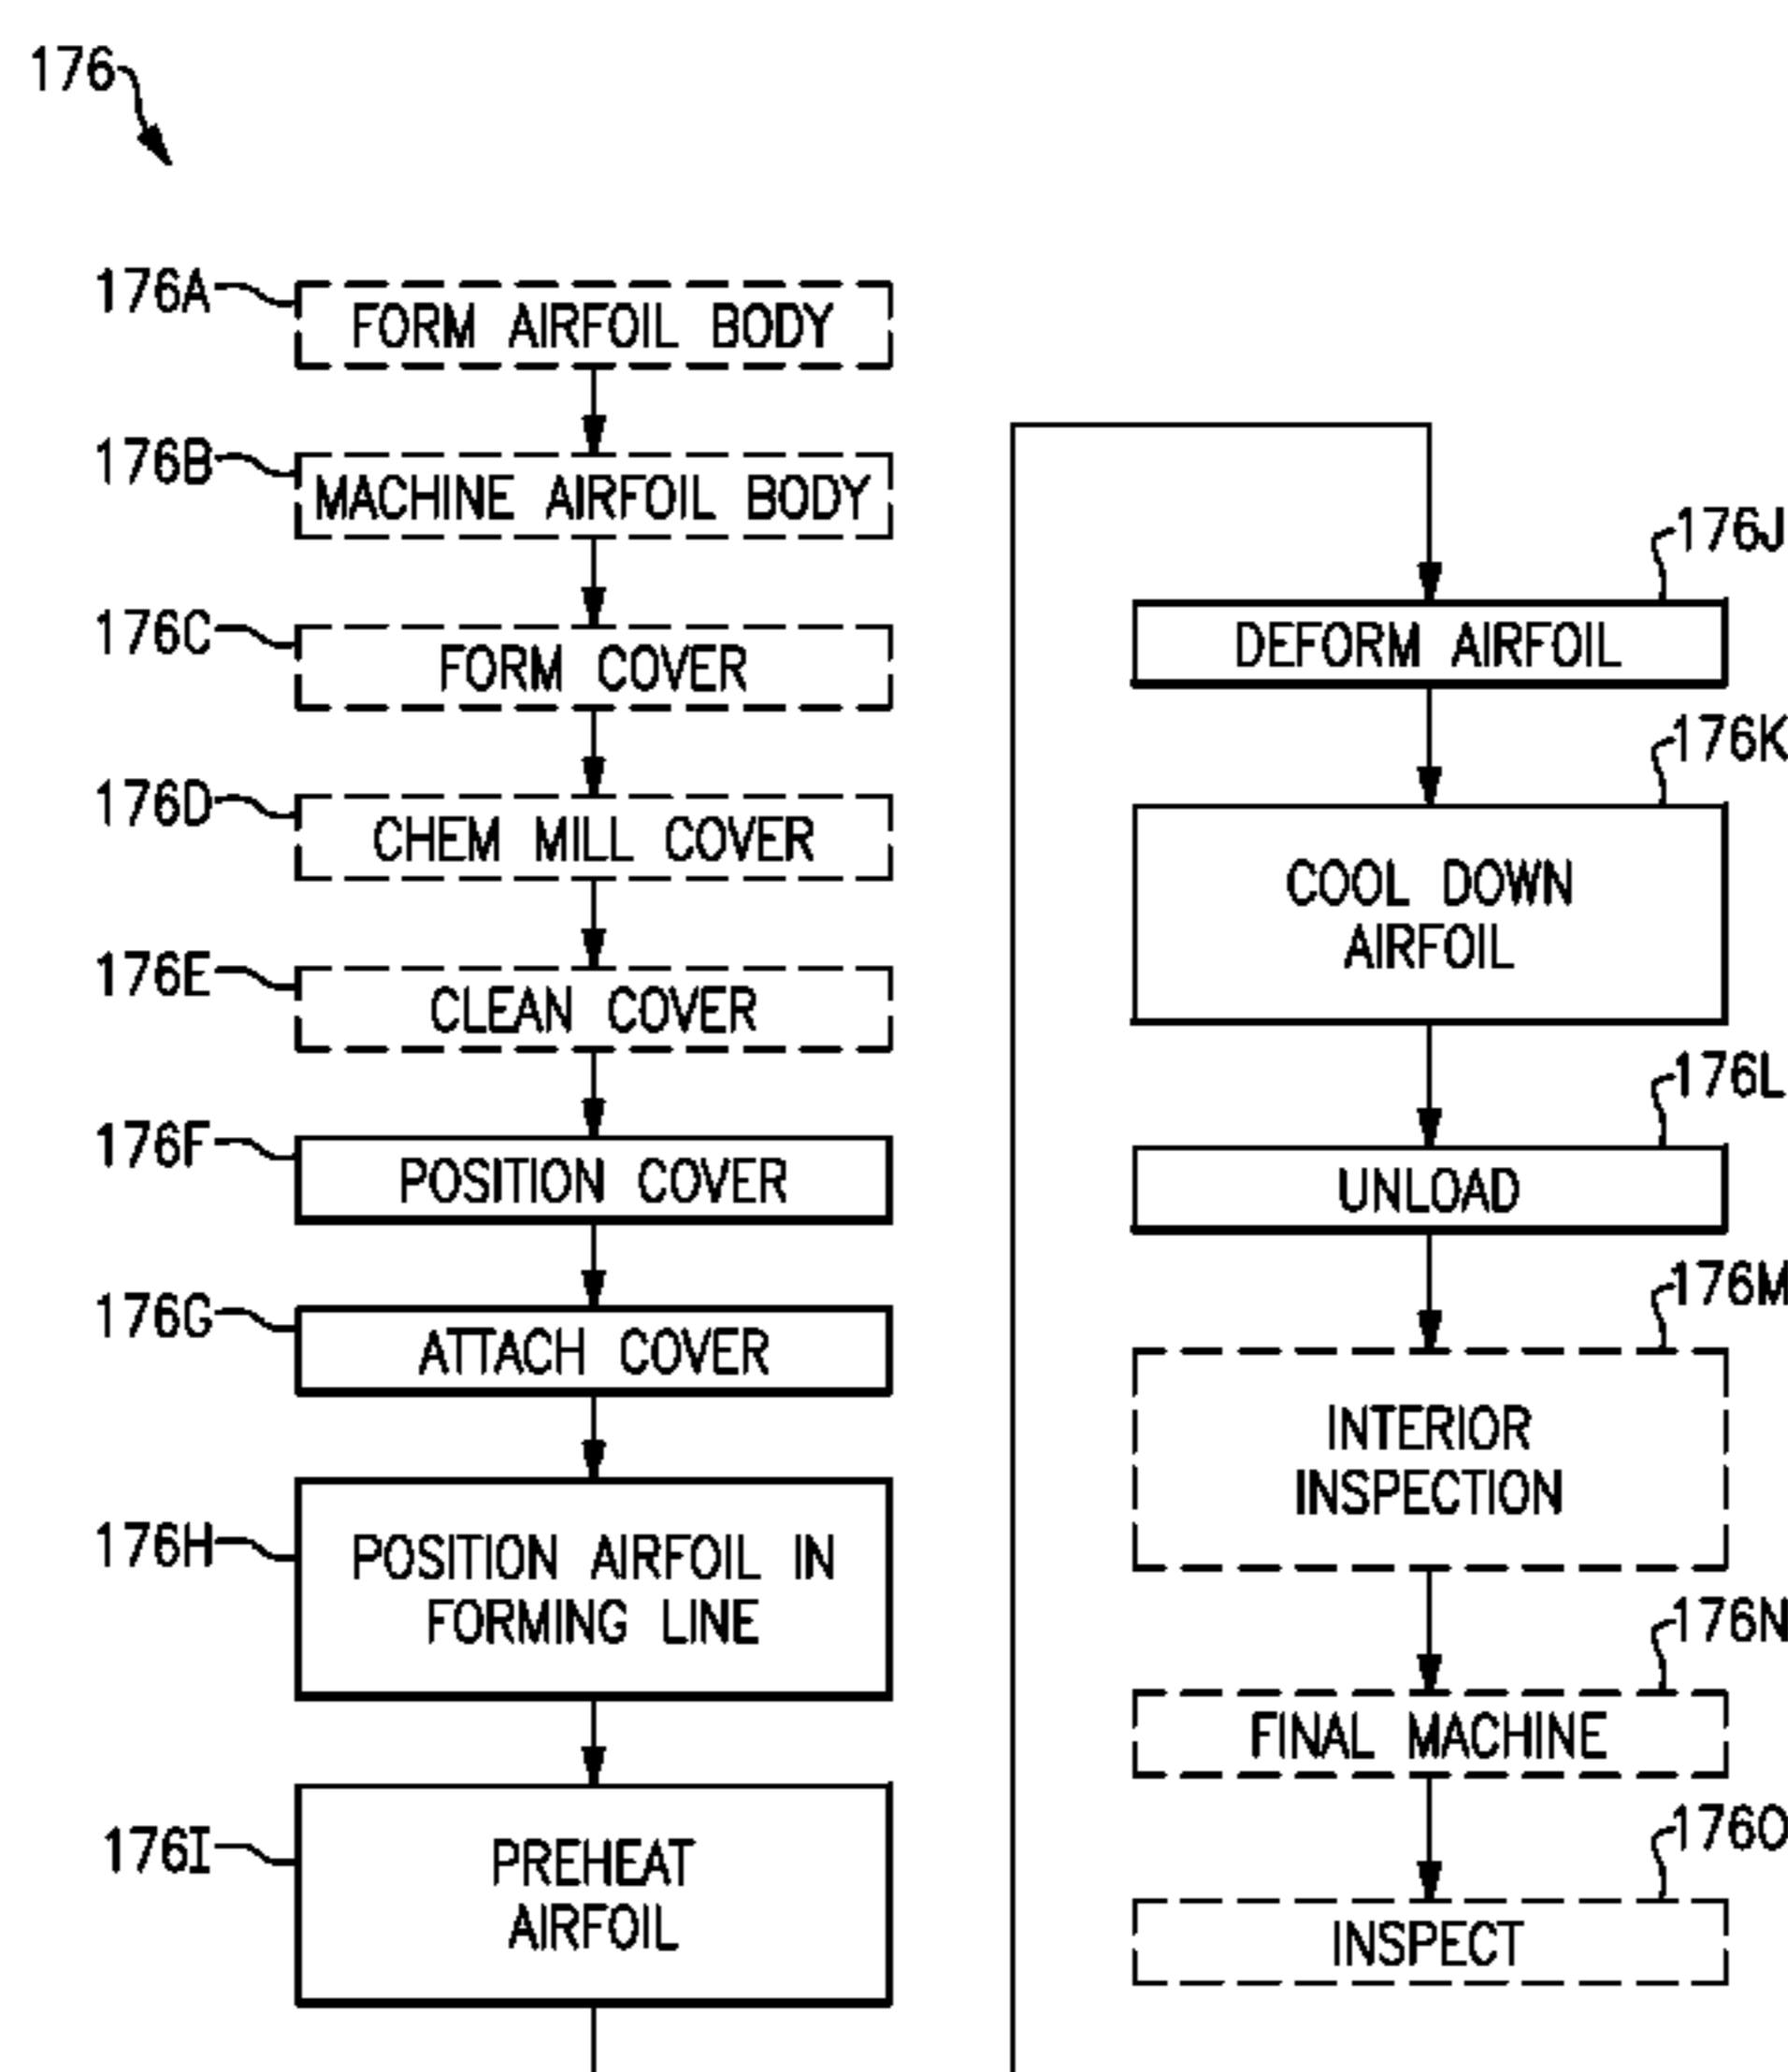 176
176A
FORM AIRFOIL BODY
176B
MACHINE AIRFOIL BODY
176C
FORM COVER
176D
CHEM MILL COVER
176E
CLEAN COVER
176F
POSITION COVER
176G
ATTACH COVER
176H
POSITION AIRFOIL IN
FORMING LINE
176I
PREHEAT
AIRFOIL
176J
DEFORM AIRFOIL
176K
COOL DOWN
AIRFOIL
176L
UNLOAD
176M
INTERIOR
INSPECTION
176N
FINAL MACHINE
176O
INSPECT